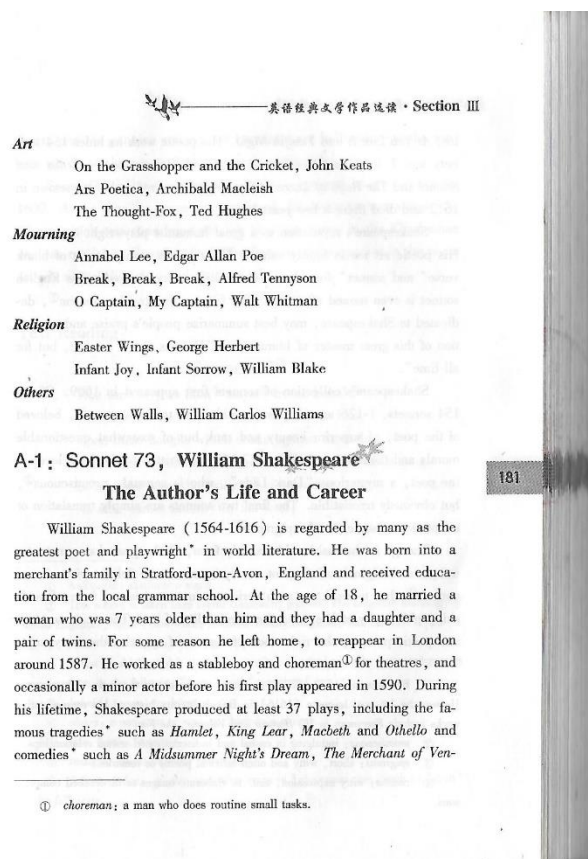 英语经典文学作品选读·Section III
Art
On the Grasshopper and the Cricket, John Keats
Ars Poetica, Archibald Macleish
The Thought-Fox, Ted Hughes
Mourning
Annabel Lee, Edgar Allan Poe
Break, Break, Break, Alfred Tennyson
O Captain, My Captain, Walt Whitman
Religion
Easter Wings, George Herbert
Infant Joy, Infant Sorrow, William Blake
Others
Between Walls, William Carlos Williams
A-1: Sonnet 73, William Shakespeare
181
The Author's Life and Career
William Shakespeare (1564-1616) is regarded by many as the
greatest poet and playwright* in world literature. He was born into a
merchant's family in Stratford-upon-Avon, England and received educa-
tion from the local grammar school. At the age of 18, he married a
woman who was 7 years older than him and they had a daughter and a
pair of twins. For some reason he left home, to reappear in London
around 1587. He worked as a stableboy and choreman① for theatres, and
occasionally a minor actor before his first play appeared in 1590. During
his lifetime, Shakespeare produced at least 37 plays, including the fa-
mous tragedies* such as Hamlet, King Lear, Macbeth and Othello and
comedies* such as A Midsummer Night's Dream, The Merchant of Ven-
① choreman: a man who does routine small tasks.